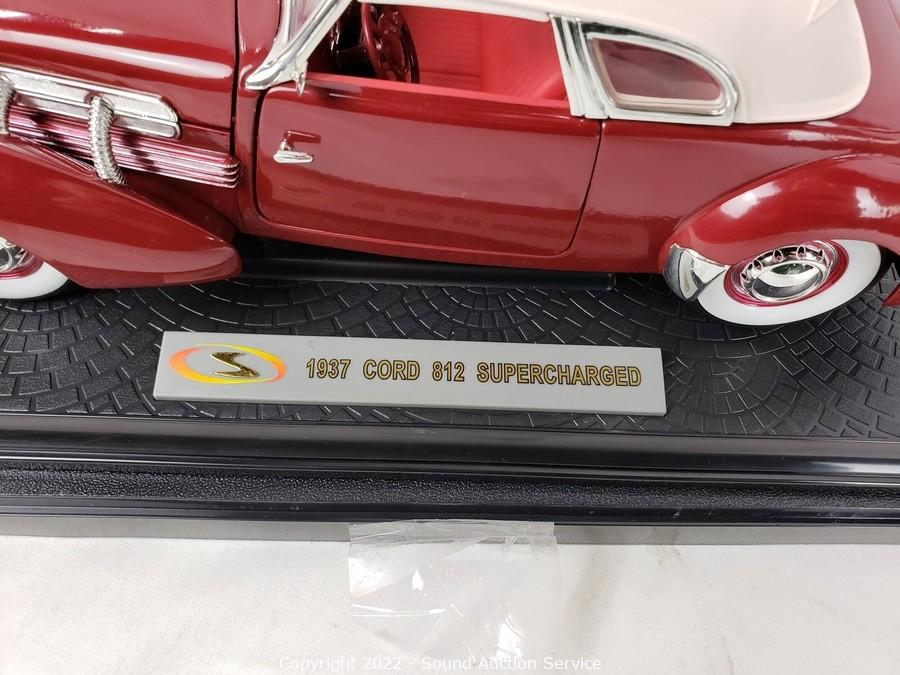 1937 CORD 812 SUPERCHARGED
Copyright 2022 - Sound Auction Service